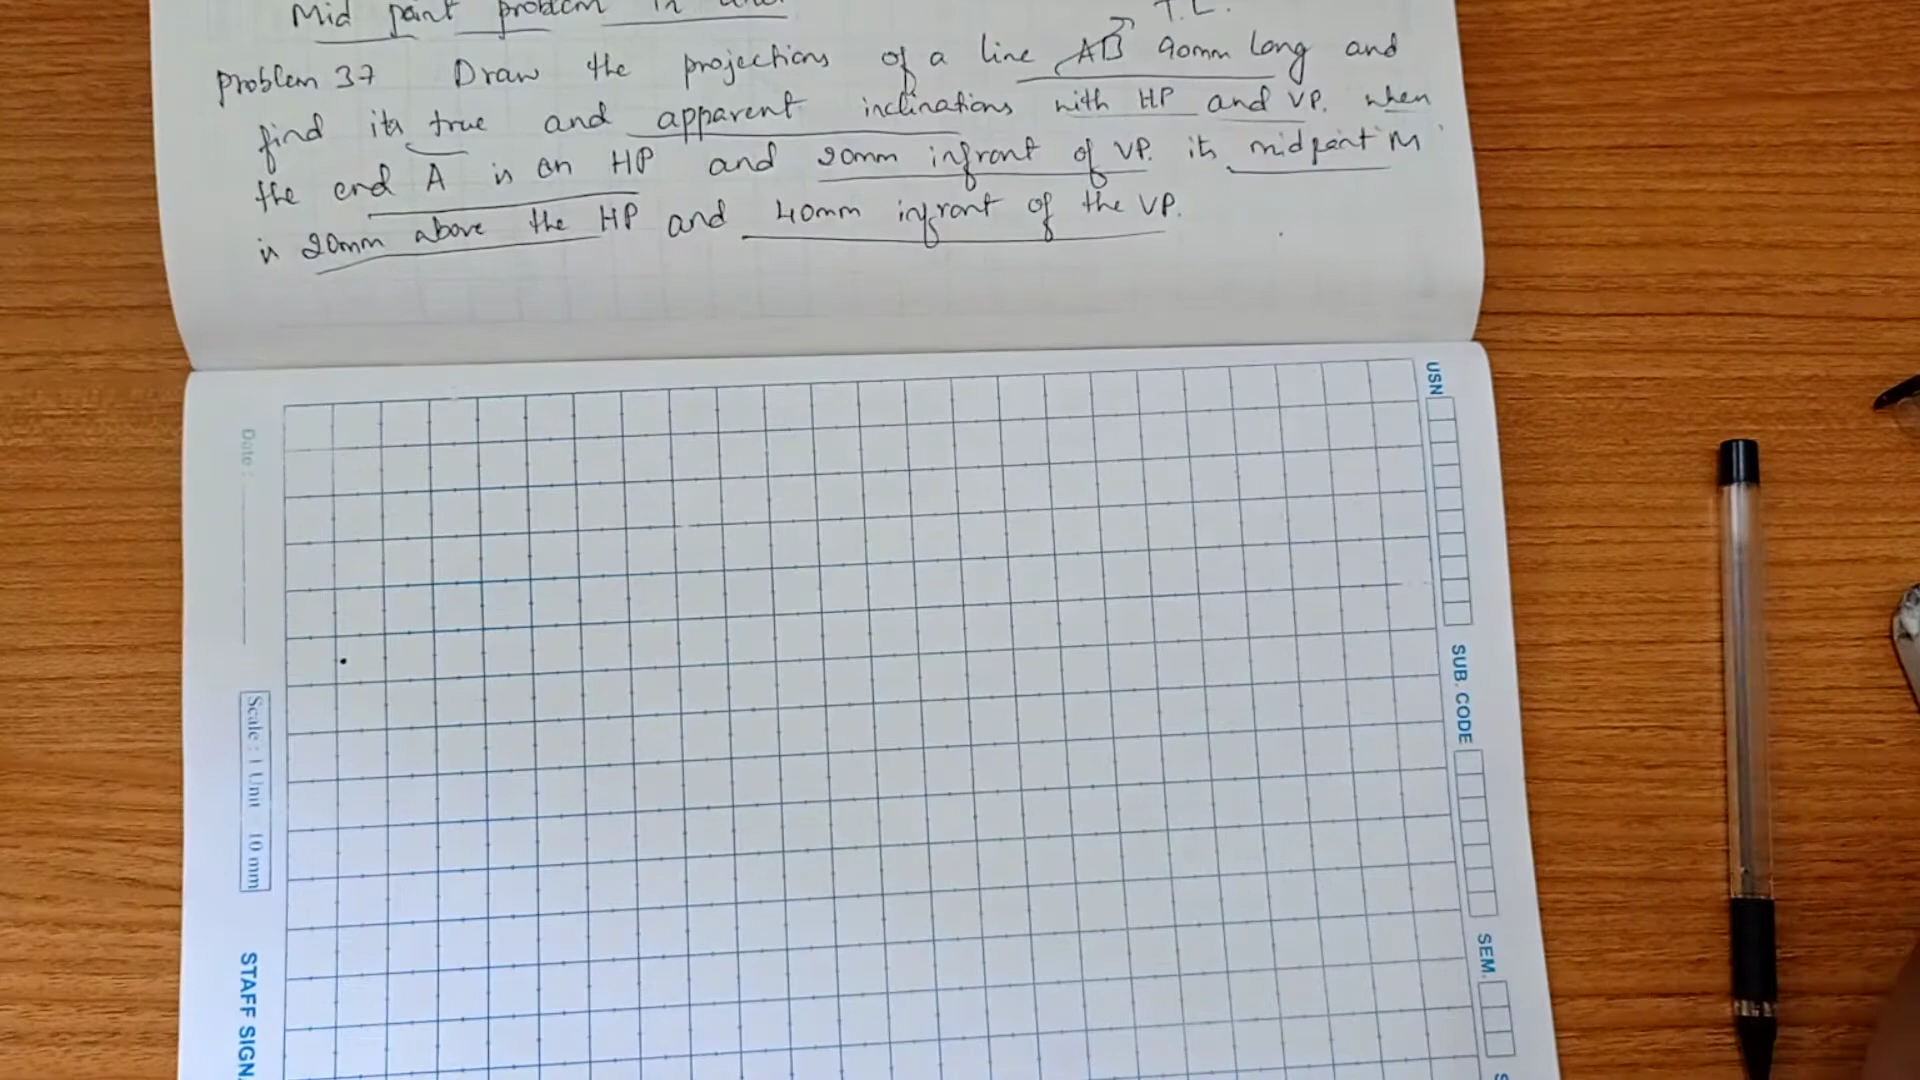 Mid point problem in
T.L.
problem 37 Draw the projections of a line AB 90mm long and
find its true and apparent inclinations with HP and VP. when
the end A is on HP and 20mm infront of VP. its midpoint M
is 20mm above the HP and 40mm infront of the VP.
USN
Date :
SUB. CODE
Scale : 1 Unit = 10 mm
SEM.
STAFF SIGN.